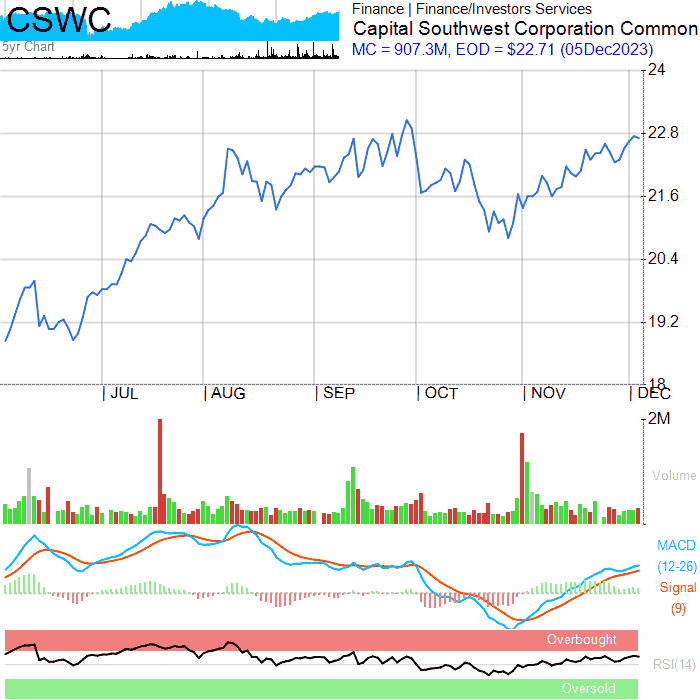 CSWC
5yr Chart
Finance | Finance/Investors Services
Capital Southwest Corporation Common
MC = 907.3M, EOD = $22.71 (05Dec2023)
24
22.8
21.6
20.4
19.2
18
| JUL | AUG | SEP | OCT | NOV | DEC
2M
Volume
MACD
(12-26)
Signal
(9)
Overbought
RSI(14)
Oversold